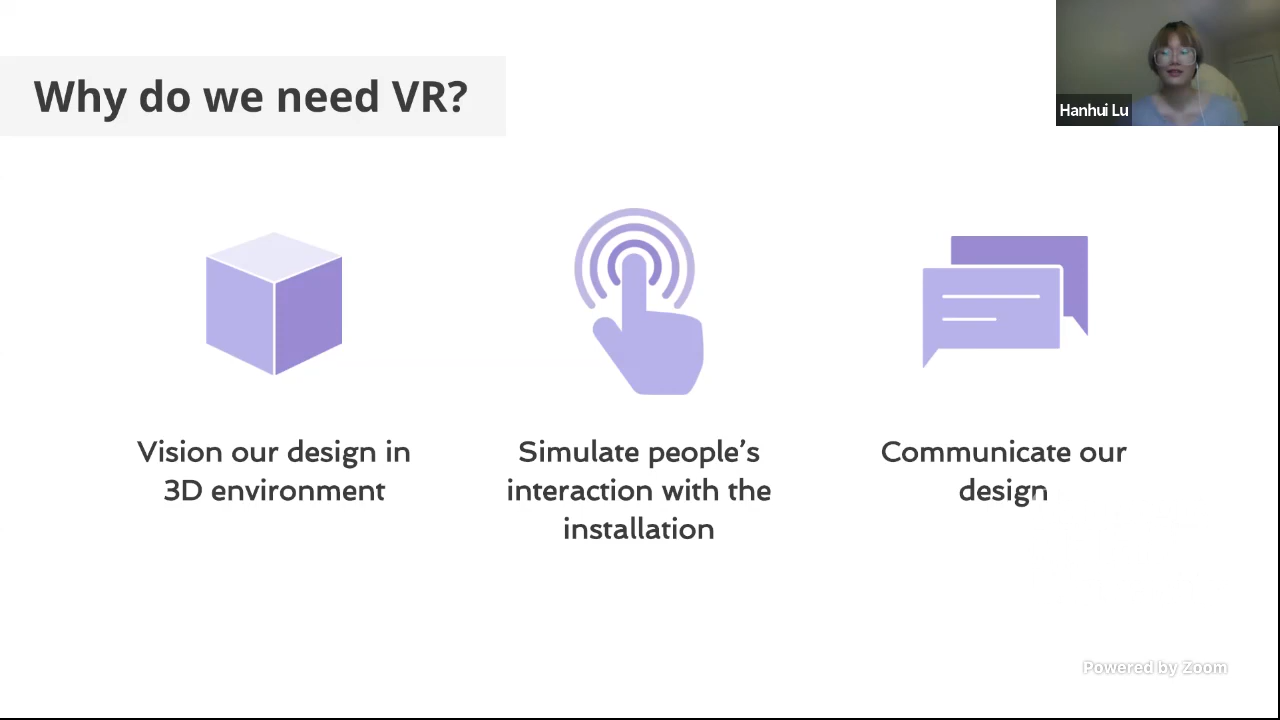 Why do we need VR?
Hanhui Lu
Vision our design in
3D environment
Simulate people's
interaction with the
installation
Communicate our
design
Powered by Zoom